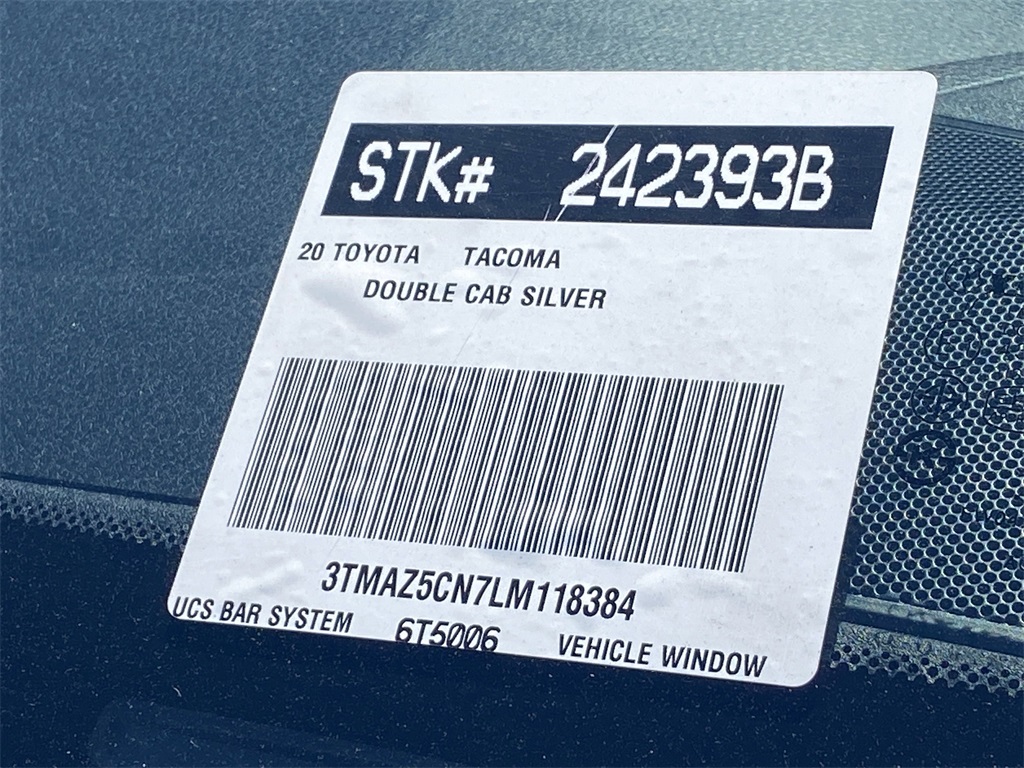 STK# 242393B
20 TOYOTA TACOMA
DOUBLE CAB SILVER
3TMAZ5CN7LM118384
UCS BAR SYSTEM 6T5006 VEHICLE WINDOW